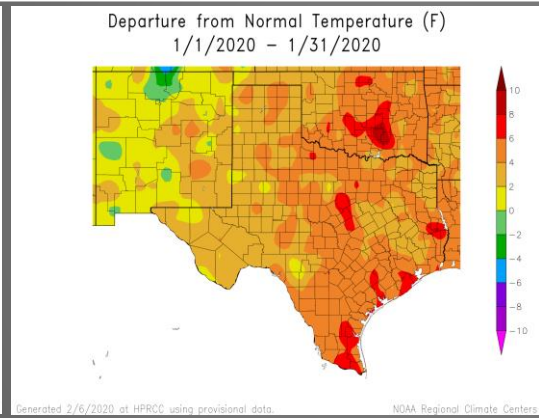 Departure from Normal Temperature (F)
1/1/2020 – 1/31/2020
10
8
6
4
2
0
−2
−4
−6
−8
−10
Generated 2/6/2020 at HPRCC using provisional data.
NOAA Regional Climate Centers